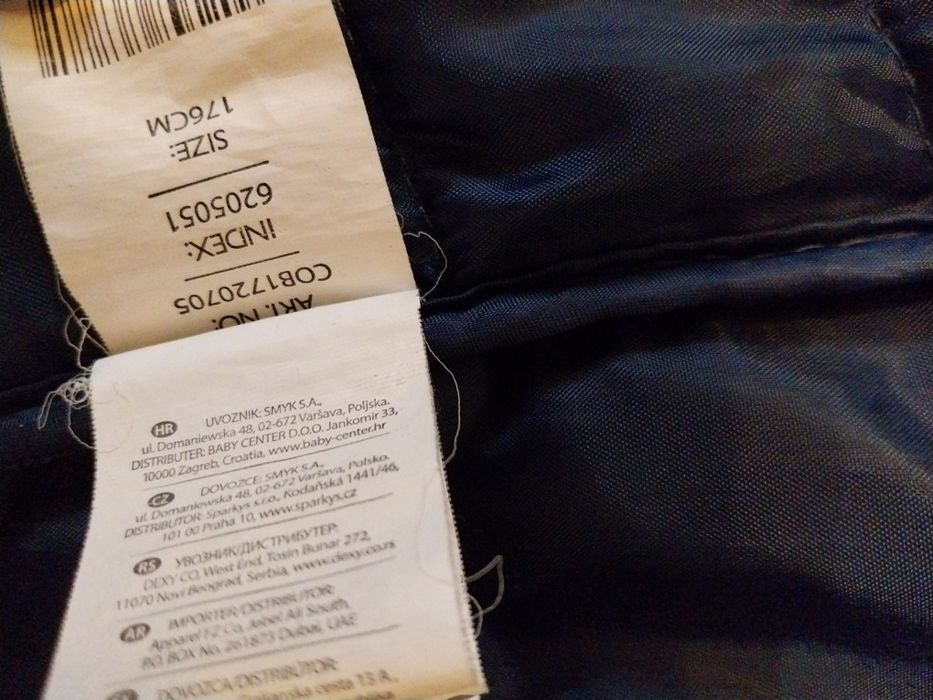 ART. NO:
COB1720705
INDEX:
6205051
SIZE:
176CM
HR UVOZNIK: SMYK S.A.,
ul. Domaniewska 48, 02-672 Varšava, Poljska.
DISTRIBUTER: BABY CENTER D.O.O. Jankomir 33,
10000 Zagreb, Croatia, www.baby-center.hr
CZ DOVOZCE: SMYK S.A.,
ul. Domaniewska 48, 02-672 Varšava, Polsko.
DISTRIBUTOR: Sparkys s.r.o., Kodaňská 1441/46,
101 00 Praha 10, www.sparkys.cz
RS УВОЗНИК/ДИСТРИБУТЕР:
DEXY CO, West End, Tosin Bunar 272,
11070 Novi Beograd, Serbia, www.dexy.co.rs
AR IMPORTER/DISTRIBUTOR:
Apparel FZ Co, Jebel Ali South,
P.O. BOX No. 261873 Dubai, UAE
DOVOZCA/DISTRIBÚTOR:
cesta 13 A.,